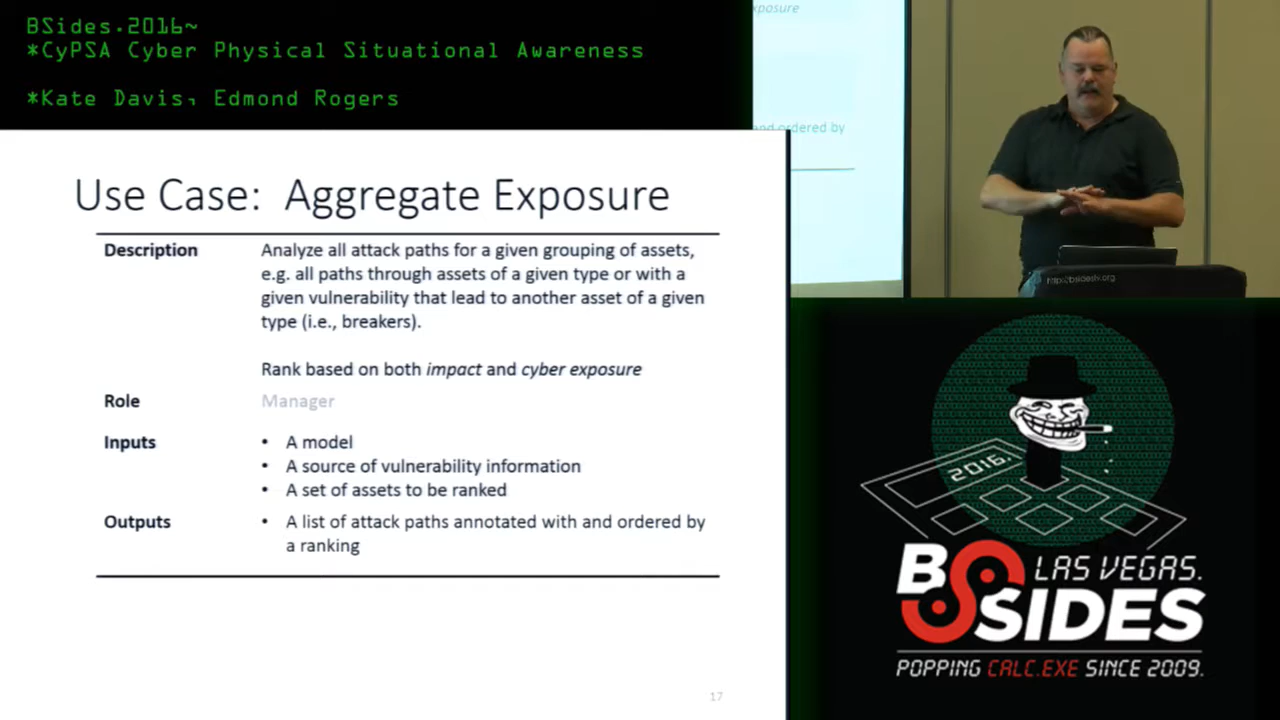 BSides.2016~
*CyPSA Cyber Physical Situational Awareness
*Kate Davis, Edmond Rogers
Use Case: Aggregate Exposure
Description
Analyze all attack paths for a given grouping of assets,
e.g. all paths through assets of a given type or with a
given vulnerability that lead to another asset of a given
type (i.e., breakers).
Rank based on both impact and cyber exposure
Role
Manager
Inputs
• A model
• A source of vulnerability information
• A set of assets to be ranked
Outputs
• A list of attack paths annotated with and ordered by
a ranking
17
xposure
and ordered by
2016.
BSIDES
LAS VEGAS.
POPPING CALC.EXE SINCE 2009.